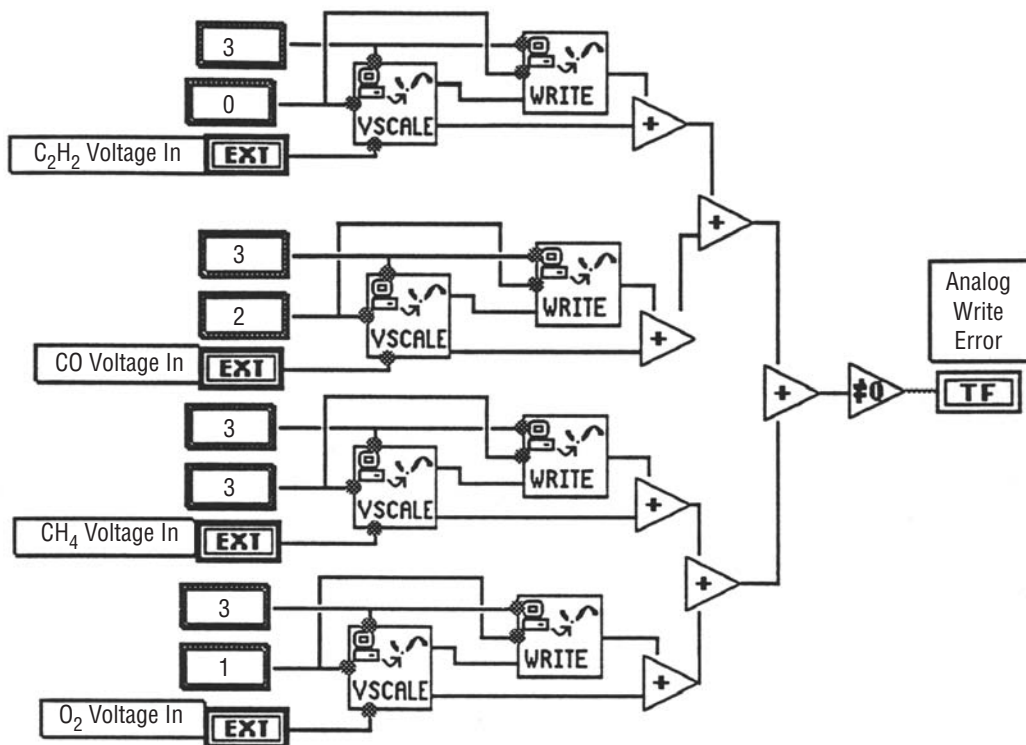 3
WRITE
0
VSCALE
+
C₂H₂ Voltage In
EXT
+
3
WRITE
2
VSCALE
+
CO Voltage In
EXT
Analog
Write
Error
+
≠0
TF
3
WRITE
3
VSCALE
+
CH₄ Voltage In
EXT
+
3
WRITE
1
VSCALE
+
O₂ Voltage In
EXT